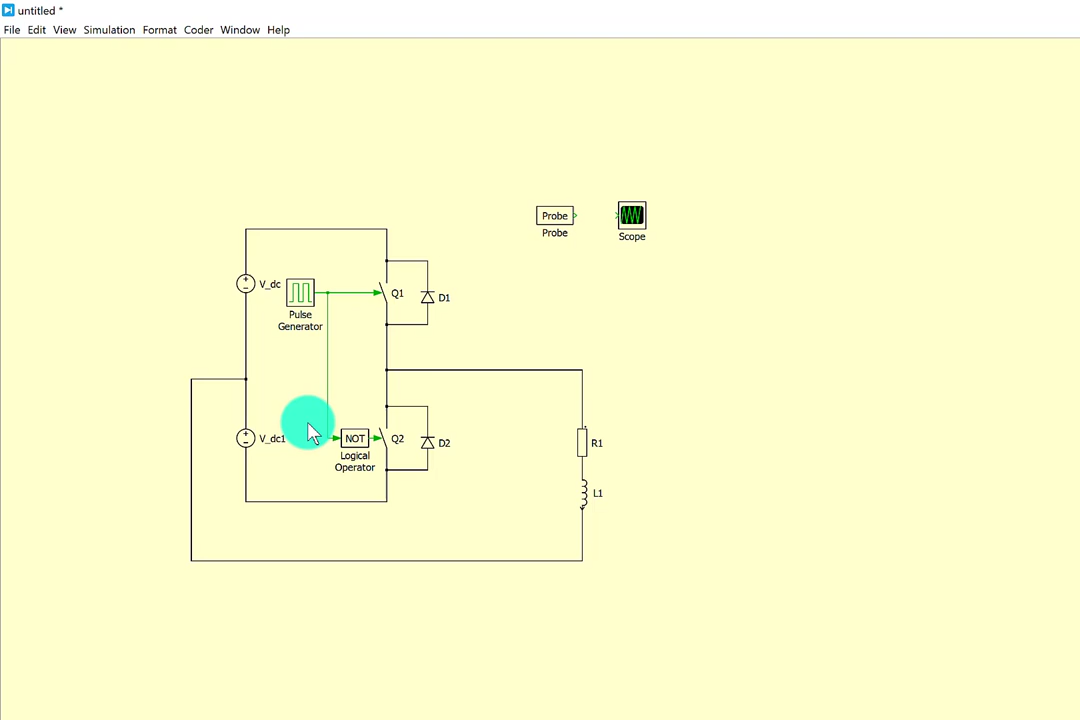 untitled *
File Edit View Simulation Format Coder Window Help
Probe
Probe
Scope
V_dc
Pulse
Generator
Q1
D1
V_dc1
NOT
Logical
Operator
Q2
D2
R1
L1